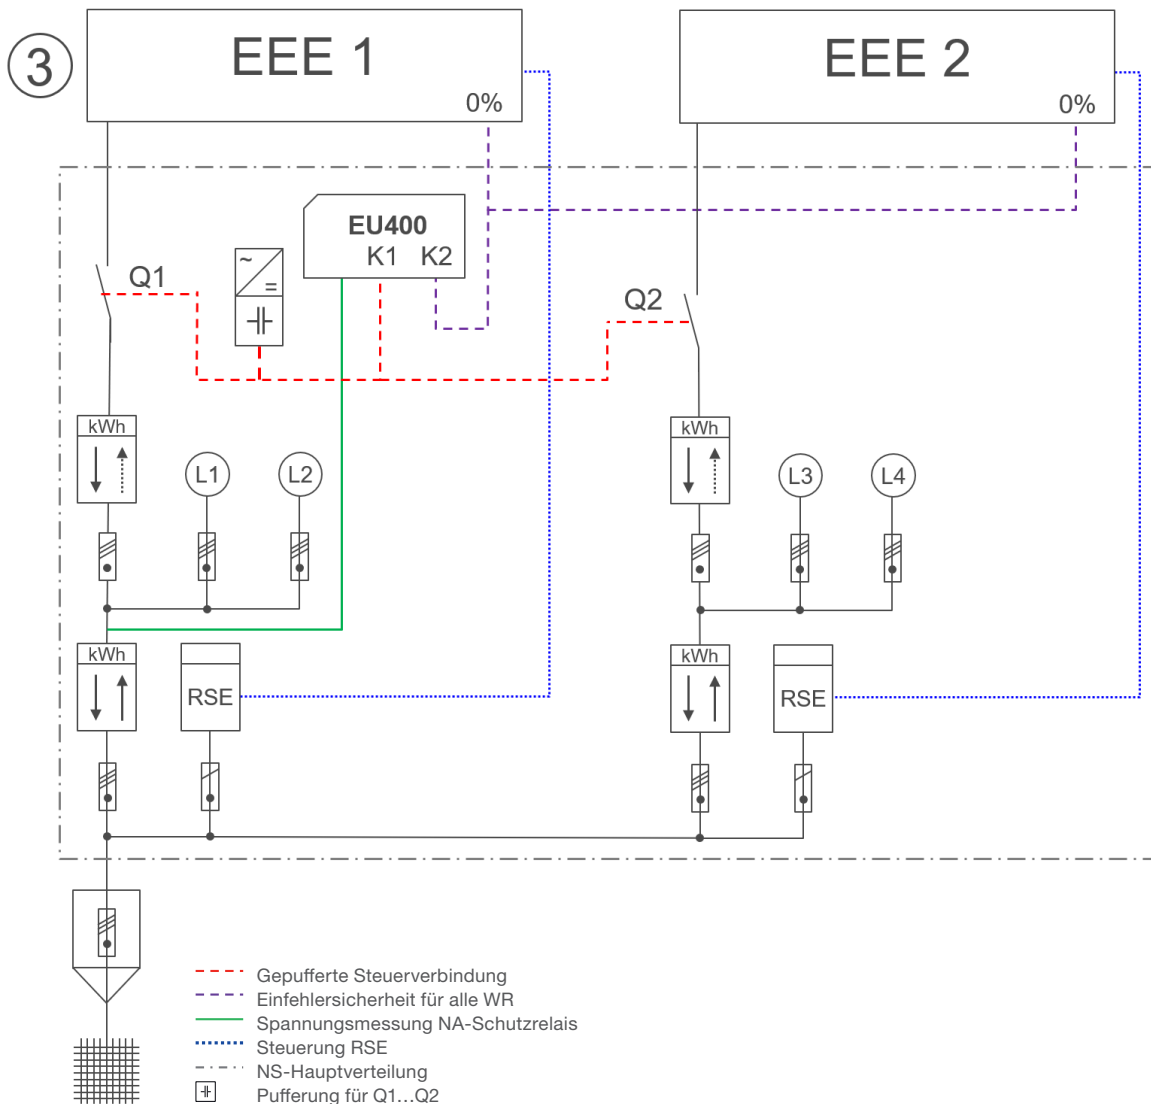 3
EEE 1
0%
EEE 2
0%
EU400
K1 K2
~
=
Q1
Q2
kWh
kWh
L1
L2
L3
L4
kWh
RSE
kWh
RSE
Gepufferte Steuerverbindung
Einfehlersicherheit für alle WR
Spannungsmessung NA-Schutzrelais
Steuerung RSE
NS-Hauptverteilung
Pufferung für Q1...Q2